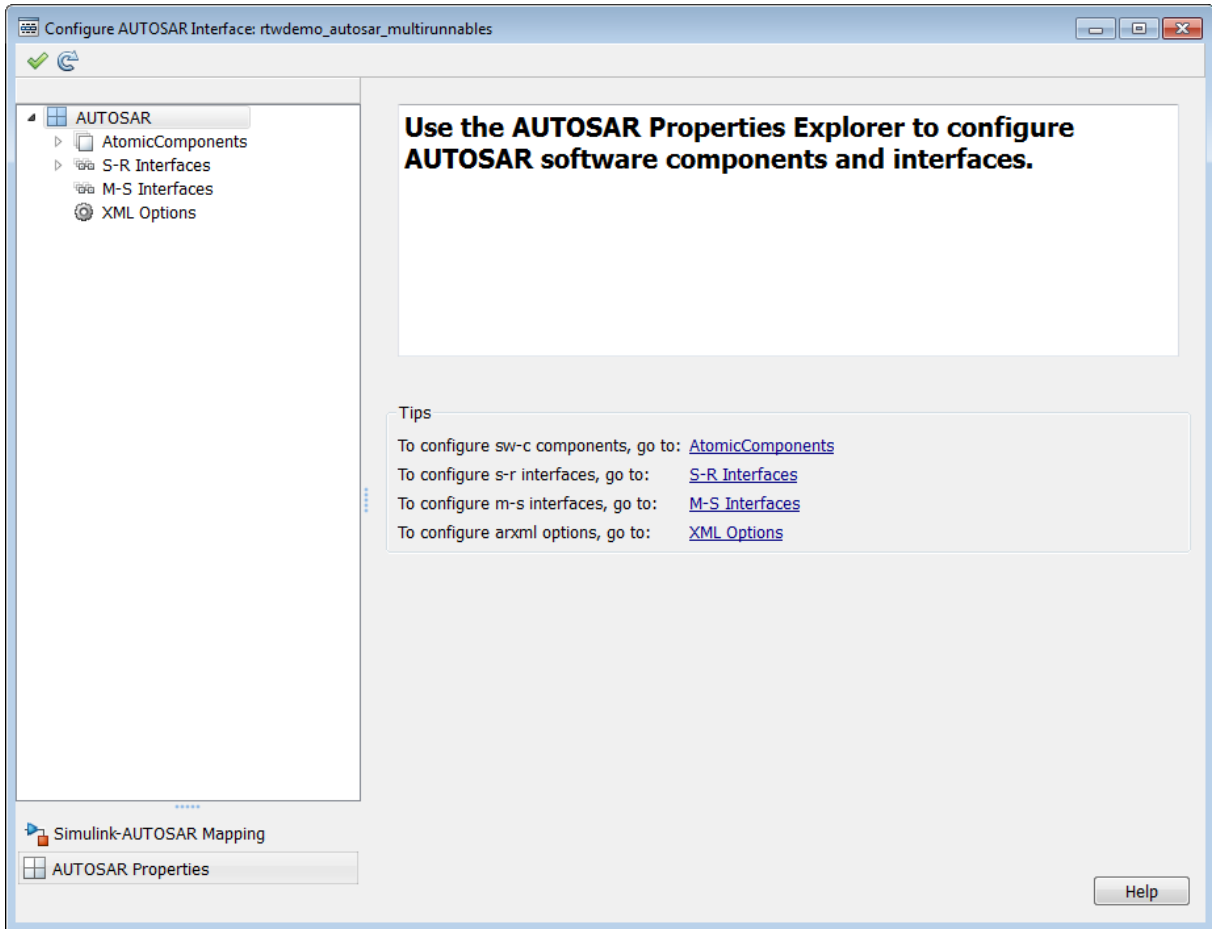 Configure AUTOSAR Interface: rtwdemo_autosar_multirunnables
AUTOSAR
AtomicComponents
S-R Interfaces
M-S Interfaces
XML Options
Use the AUTOSAR Properties Explorer to configure
AUTOSAR software components and interfaces.
Tips
To configure sw-c components, go to: AtomicComponents
To configure s-r interfaces, go to: S-R Interfaces
To configure m-s interfaces, go to: M-S Interfaces
To configure arxml options, go to: XML Options
Simulink-AUTOSAR Mapping
AUTOSAR Properties
Help